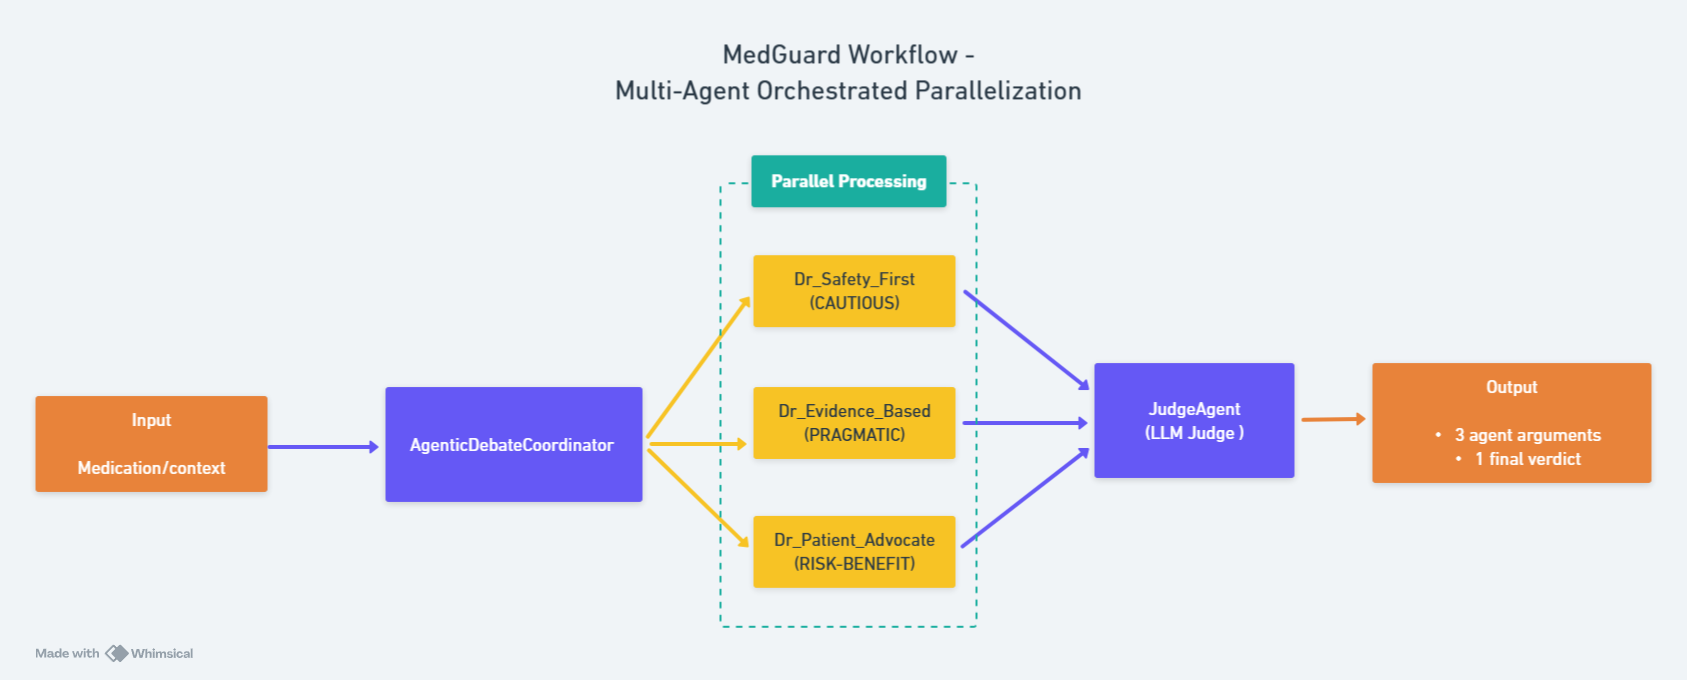 MedGuard Workflow -
Multi-Agent Orchestrated Parallelization
Parallel Processing
Dr_Safety_First
(CAUTIOUS)
Input
Medication/context
AgenticDebateCoordinator
Dr_Evidence_Based
(PRAGMATIC)
Dr_Patient_Advocate
(RISK-BENEFIT)
JudgeAgent
(LLM Judge )
Output
• 3 agent arguments
• 1 final verdict
Made with Whimsical